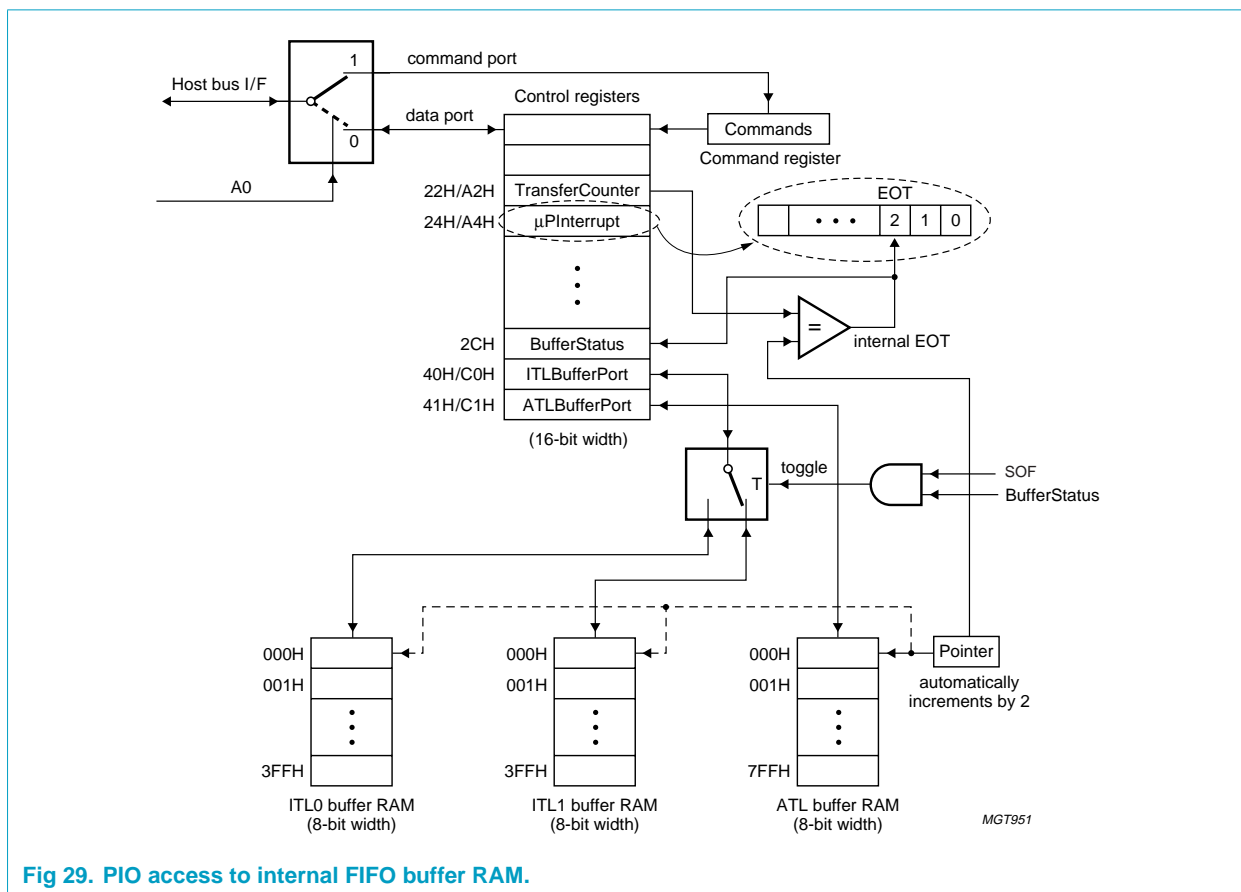 1
command port
Host bus I/F
Control registers
data port
0
Commands
Command register
A0
EOT
22H/A2H TransferCounter
24H/A4H µPInterrupt
• • • 2 1 0
=
internal EOT
2CH BufferStatus
40H/C0H ITLBufferPort
41H/C1H ATLBufferPort
(16-bit width)
toggle
T
SOF
BufferStatus
000H
001H
3FFH
ITL0 buffer RAM
(8-bit width)
000H
001H
3FFH
ITL1 buffer RAM
(8-bit width)
000H
001H
7FFH
ATL buffer RAM
(8-bit width)
Pointer
automatically
increments by 2
MGT951
Fig 29. PIO access to internal FIFO buffer RAM.